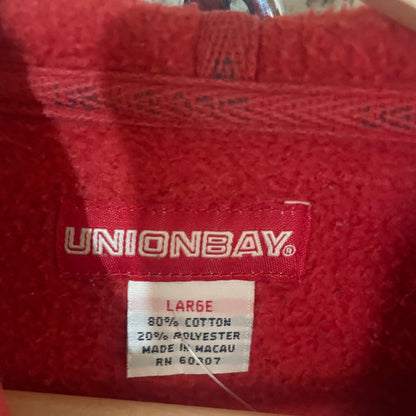 UNIONBAY®
LARGE
80% COTTON
20% POLYESTER
MADE IN MACAU
RN 60307